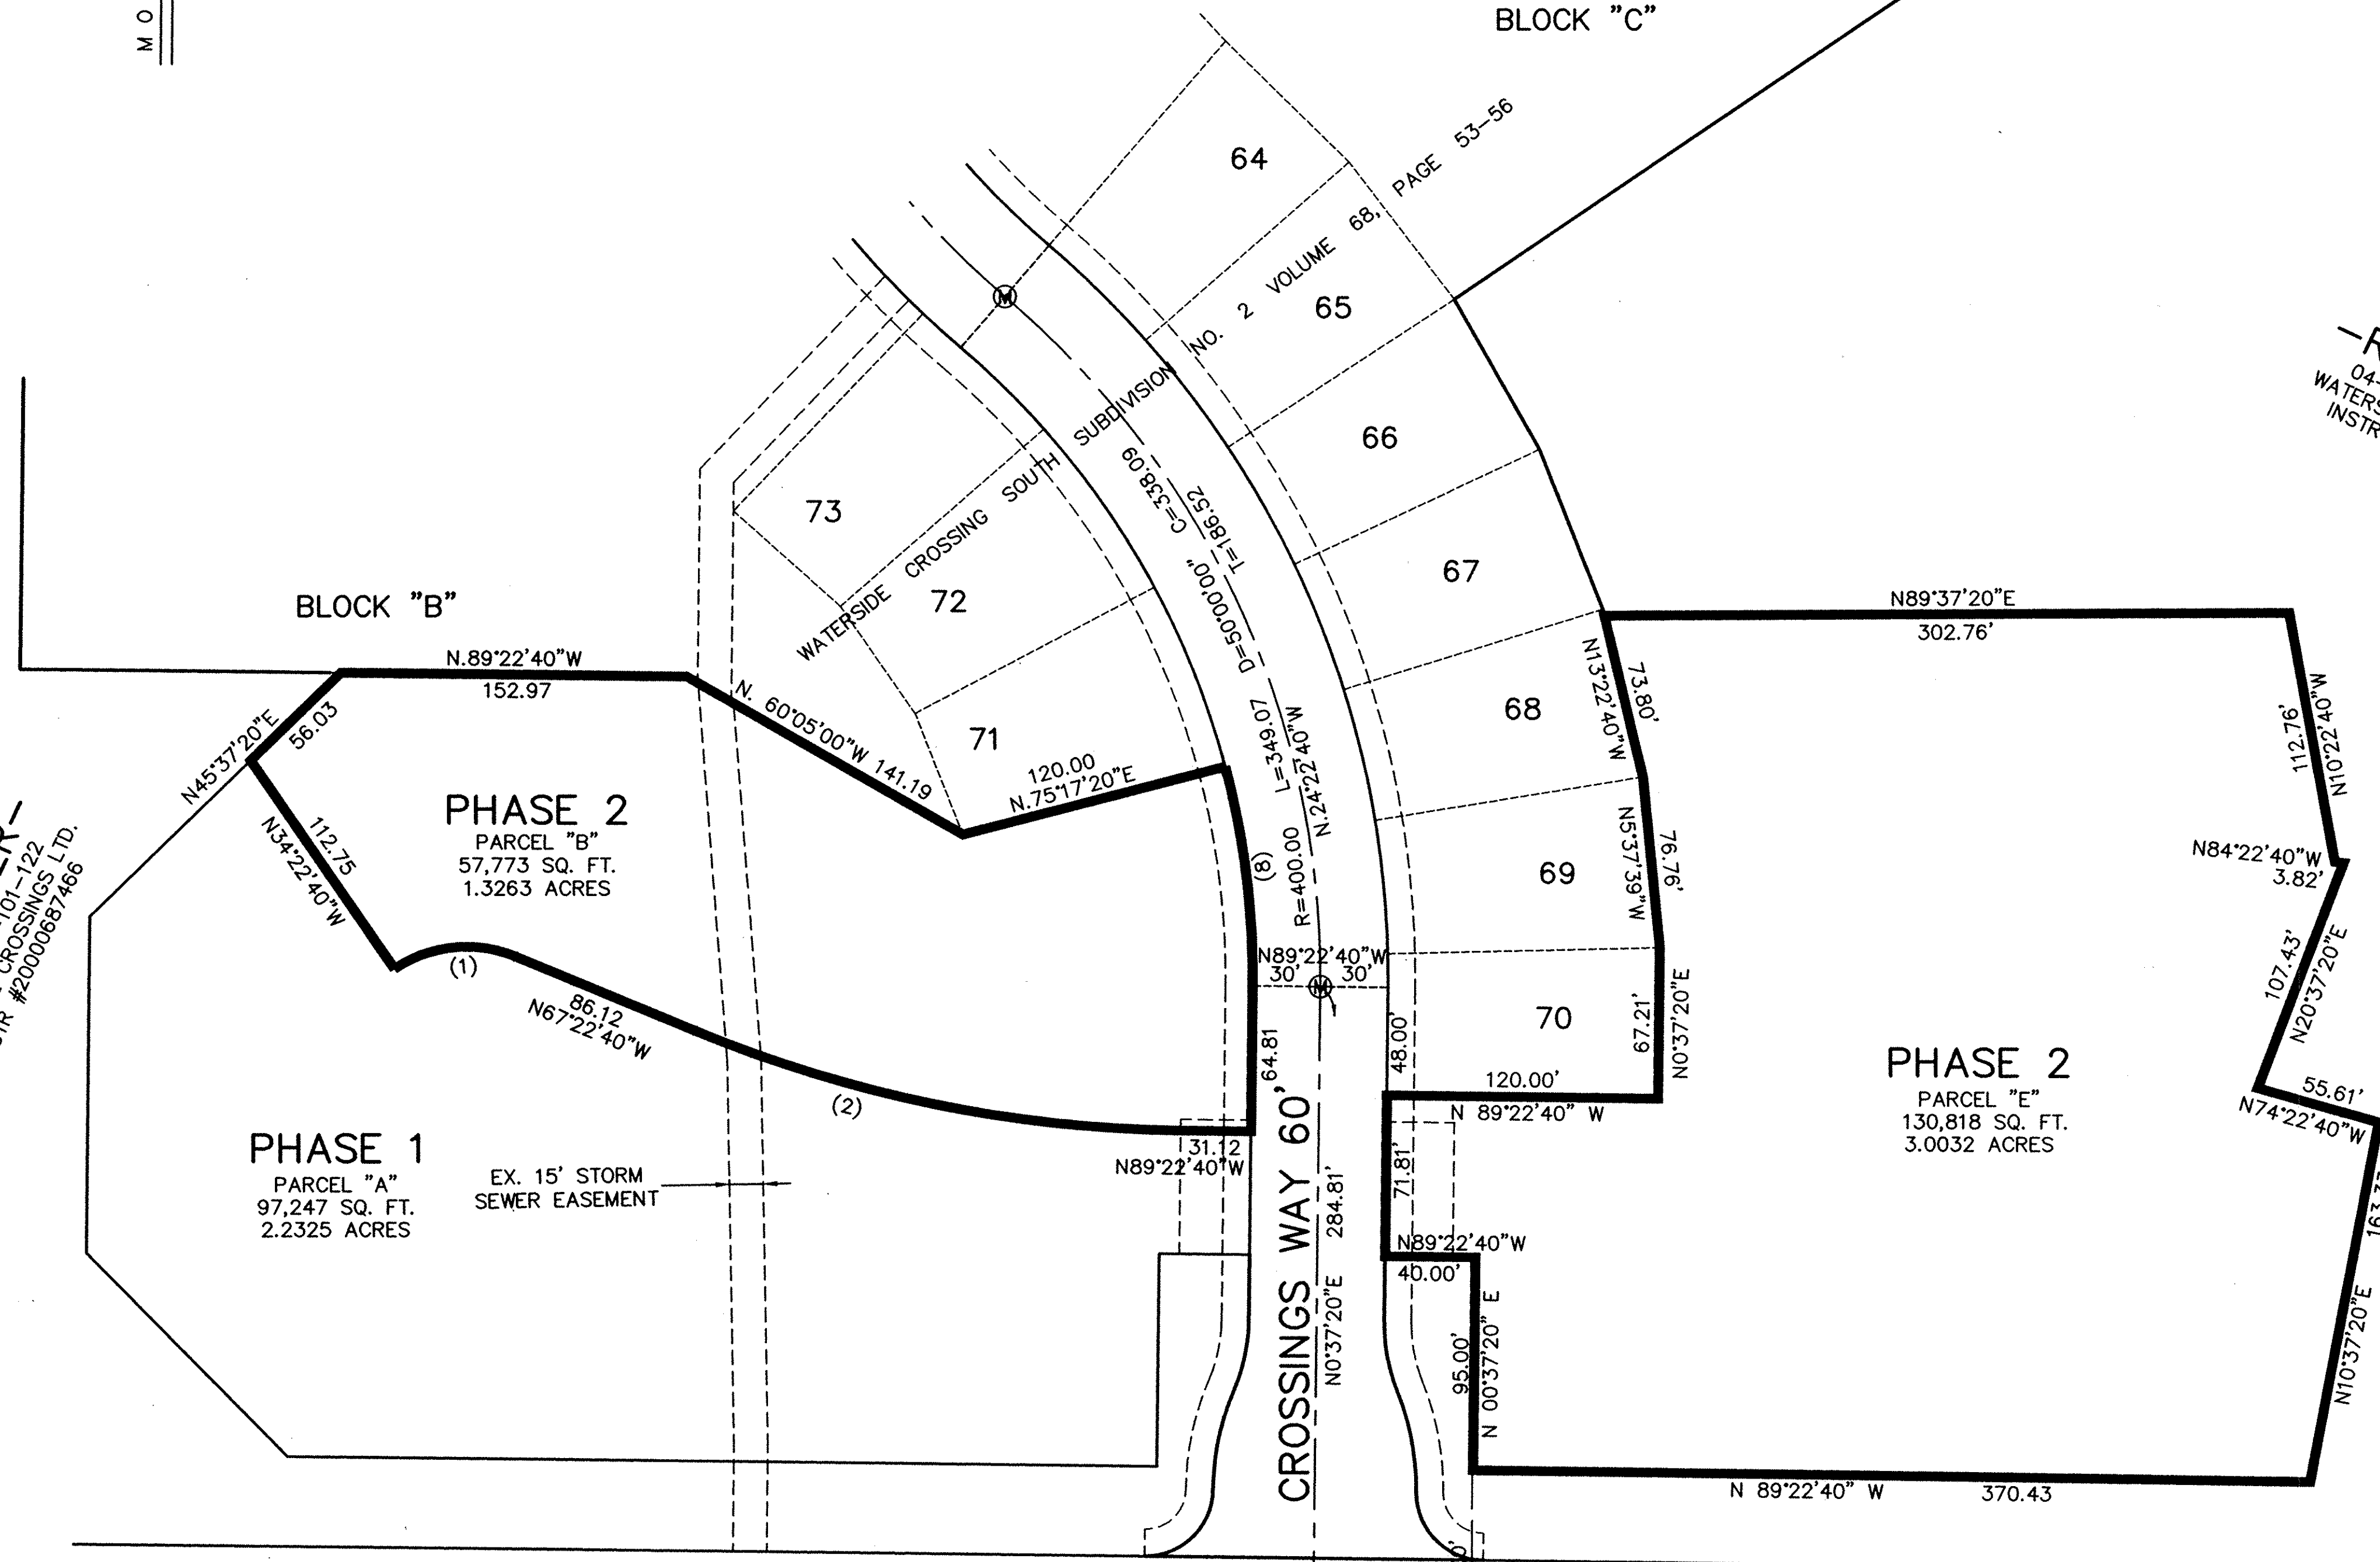 M O
BLOCK "C"
64
NO. 2 VOLUME 68, PAGE 53-56
65
66
67
68
69
70
73
72
71
WATERSIDE CROSSING SOUTH SUBDIVISION
C=338.09
T=186.52
D=50°00'00"
L=349.07
N.24°22'40"W
R=400.00
BLOCK "B"
N.89°22'40"W
152.97
N45°37'20"E
56.03
N. 60°05'00"W 141.19
120.00
N.75°17'20"E
PHASE 2
PARCEL "B"
57,773 SQ. FT.
1.3263 ACRES
112.75
N34°22'40"W
(1)
86.12
N67°22'40"W
(2)
(8)
64.81
31.12
N89°22'40"W
N89°22'40"W
30' 30'
M
M
101-122
CROSSINGS LTD.
#200000687466
PHASE 1
PARCEL "A"
97,247 SQ. FT.
2.2325 ACRES
EX. 15' STORM
SEWER EASEMENT
CROSSINGS WAY 60'
N0°37'20"E 284.81'
48.00'
120.00'
N 89°22'40" W
71.81'
N89°22'40"W
40.00'
95.00'
N 00°37'20" E
N89°37'20"E
302.76'
N13°22'40"W
73.80'
N5°37'39"W
76.76'
67.21'
N0°37'20"E
112.76'
N10°22'40"W
N84°22'40"W
3.82'
107.43'
N20°37'20"E
55.61'
N74°22'40"W
PHASE 2
PARCEL "E"
130,818 SQ. FT.
3.0032 ACRES
N10°37'20"E
N 89°22'40" W 370.43
04-
WATERS
INSTR